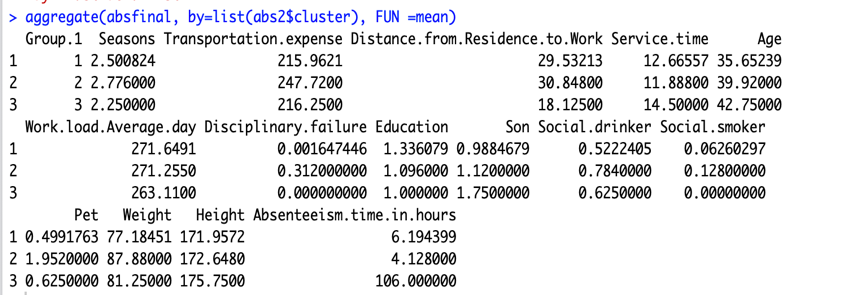 > aggregate(absfinal, by=list(abs2$cluster), FUN =mean)
Group.1 Seasons Transportation.expense Distance.from.Residence.to.Work Service.time Age
1 1 2.500824 215.9621 29.53213 12.66557 35.65239
2 2 2.776000 247.7200 30.84800 11.88800 39.92000
3 3 2.250000 216.2500 18.12500 14.50000 42.75000
Work.load.Average.day Disciplinary.failure Education Son Social.drinker Social.smoker
1 271.6491 0.001647446 1.336079 0.9884679 0.5222405 0.06260297
2 271.2550 0.312000000 1.096000 1.1200000 0.7840000 0.12800000
3 263.1100 0.000000000 1.000000 1.7500000 0.6250000 0.00000000
Pet Weight Height Absenteeism.time.in.hours
1 0.4991763 77.18451 171.9572 6.194399
2 1.9520000 87.88000 172.6480 4.128000
3 0.6250000 81.25000 175.7500 106.000000